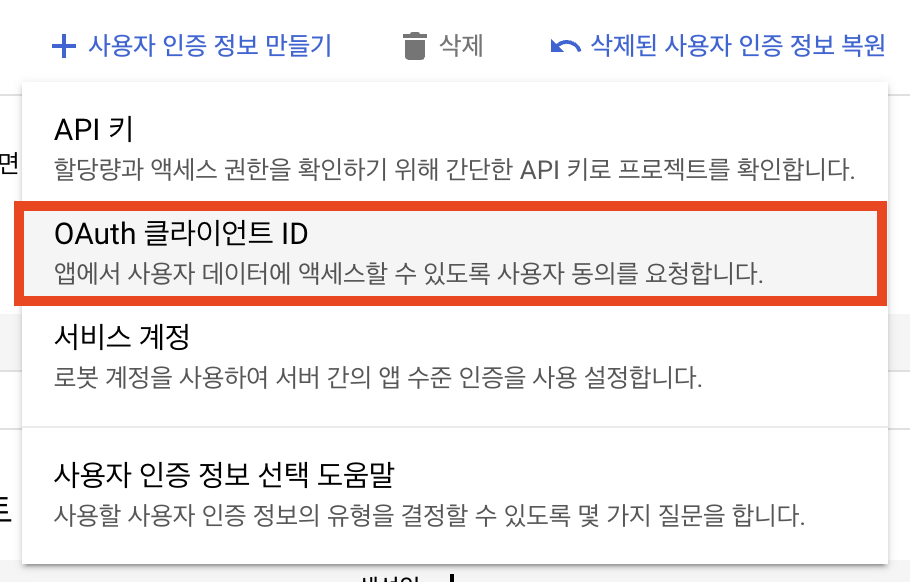 사용자 인증 정보 만들기 삭제 삭제된 사용자 인증 정보 복원
API 키
면
할당량과 액세스 권한을 확인하기 위해 간단한 API 키로 프로젝트를 확인합니다.
OAuth 클라이언트 ID
앱에서 사용자 데이터에 액세스할 수 있도록 사용자 동의를 요청합니다.
서비스 계정
로봇 계정을 사용하여 서버 간의 앱 수준 인증을 사용 설정합니다.
사용자 인증 정보 선택 도움말
사용할 사용자 인증 정보의 유형을 결정할 수 있도록 몇 가지 질문을 합니다.